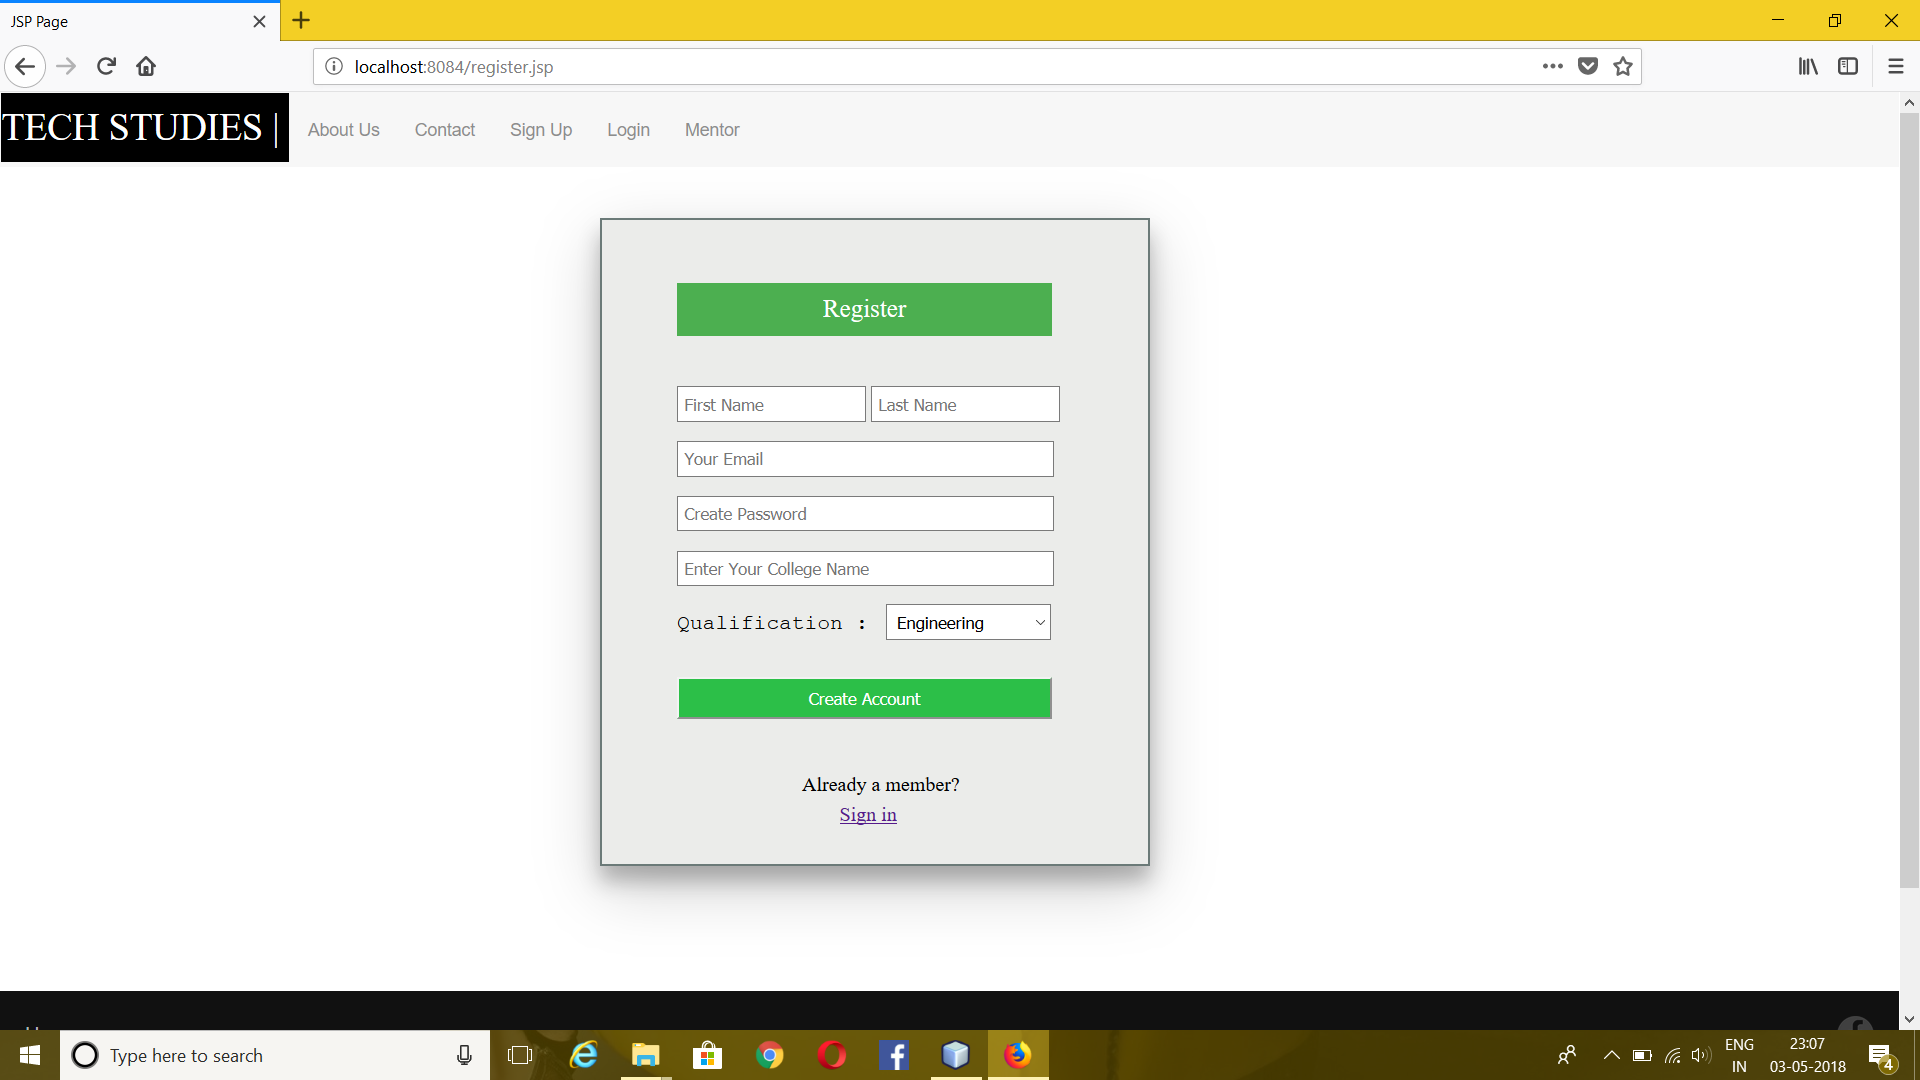 JSP Page
localhost:8084/register.jsp
TECH STUDIES |
About Us
Contact
Sign Up
Login
Mentor
Register
First Name
Last Name
Your Email
Create Password
Enter Your College Name
Qualification :
Engineering
Create Account
Already a member?
Sign in
Type here to search
ENG
IN
23:07
03-05-2018
4